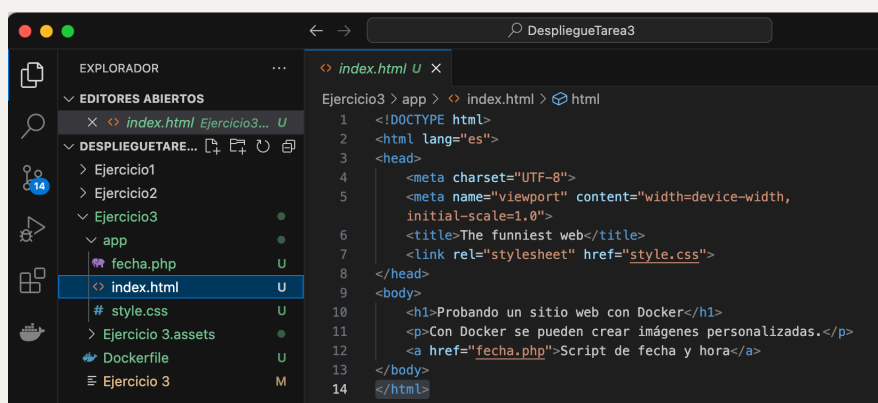 DespliegueTarea3
EXPLORADOR
index.html U
EDITORES ABIERTOS
index.html Ejercicio3... U
DESPLIEGUETARE...
Ejercicio1
Ejercicio2
Ejercicio3
app
fecha.php U
index.html U
style.css U
Ejercicio 3.assets
Dockerfile U
Ejercicio 3 M
14
Ejercicio3 > app > index.html > html
1 <!DOCTYPE html>
2 <html lang="es">
3 <head>
4 <meta charset="UTF-8">
5 <meta name="viewport" content="width=device-width,
initial-scale=1.0">
6 <title>The funniest web</title>
7 <link rel="stylesheet" href="style.css">
8 </head>
9 <body>
10 <h1>Probando un sitio web con Docker</h1>
11 <p>Con Docker se pueden crear imágenes personalizadas.</p>
12 <a href="fecha.php">Script de fecha y hora</a>
13 </body>
14 </html>